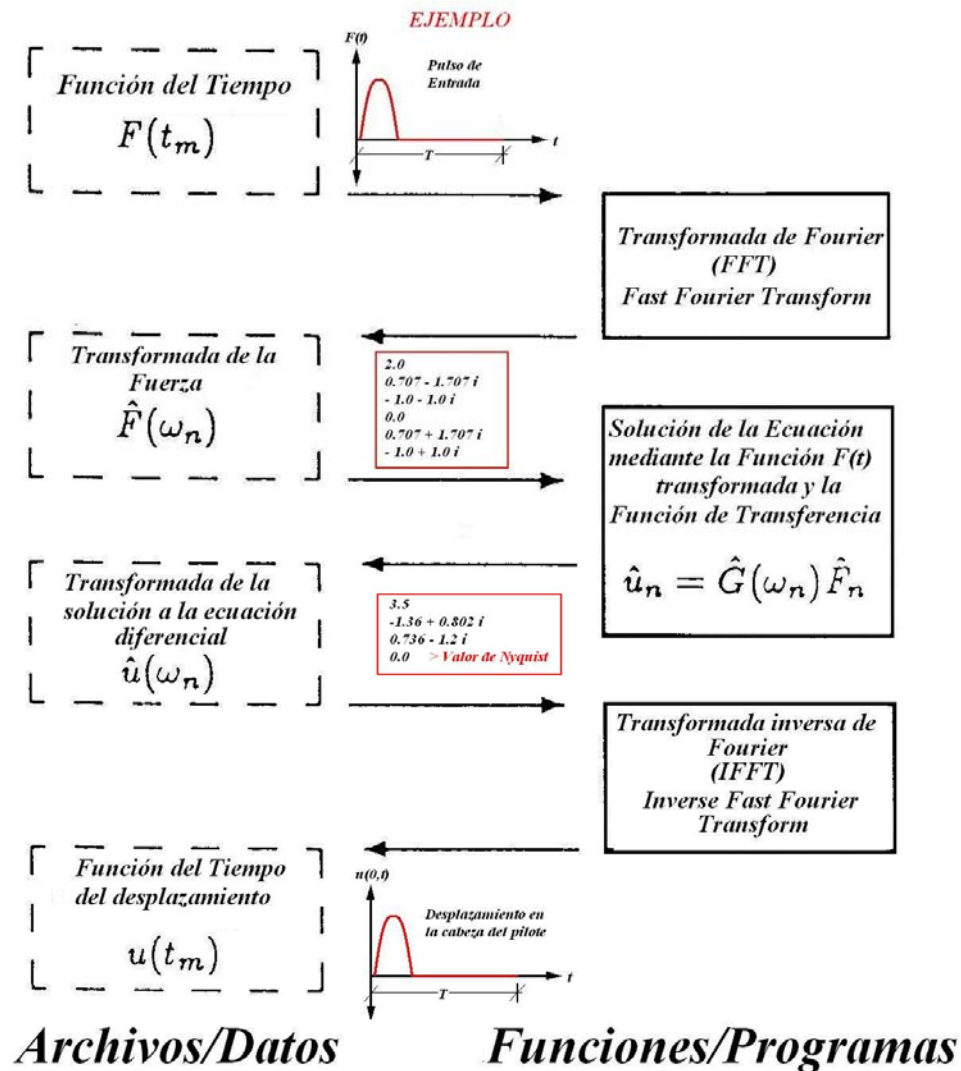 EJEMPLO
F(t)
Pulso de
Entrada
t
T
Función del Tiempo
F(t_m)
Transformada de Fourier
(FFT)
Fast Fourier Transform
Transformada de la
Fuerza
F̂(ω_n)
2.0
0.707 - 1.707 i
- 1.0 - 1.0 i
0.0
0.707 + 1.707 i
- 1.0 + 1.0 i
Solución de la Ecuación
mediante la Función F(t)
transformada y la
Función de Transferencia
û_n = Ĝ(ω_n) F̂_n
Transformada de la
solución a la ecuación
diferencial
û(ω_n)
3.5
-1.36 + 0.802 i
0.736 - 1.2 i
0.0 > Valor de Nyquist
Transformada inversa de
Fourier
(IFFT)
Inverse Fast Fourier
Transform
Función del Tiempo
del desplazamiento
u(t_m)
u(0,t)
Desplazamiento en
la cabeza del pilote
t
T
Archivos/Datos
Funciones/Programas